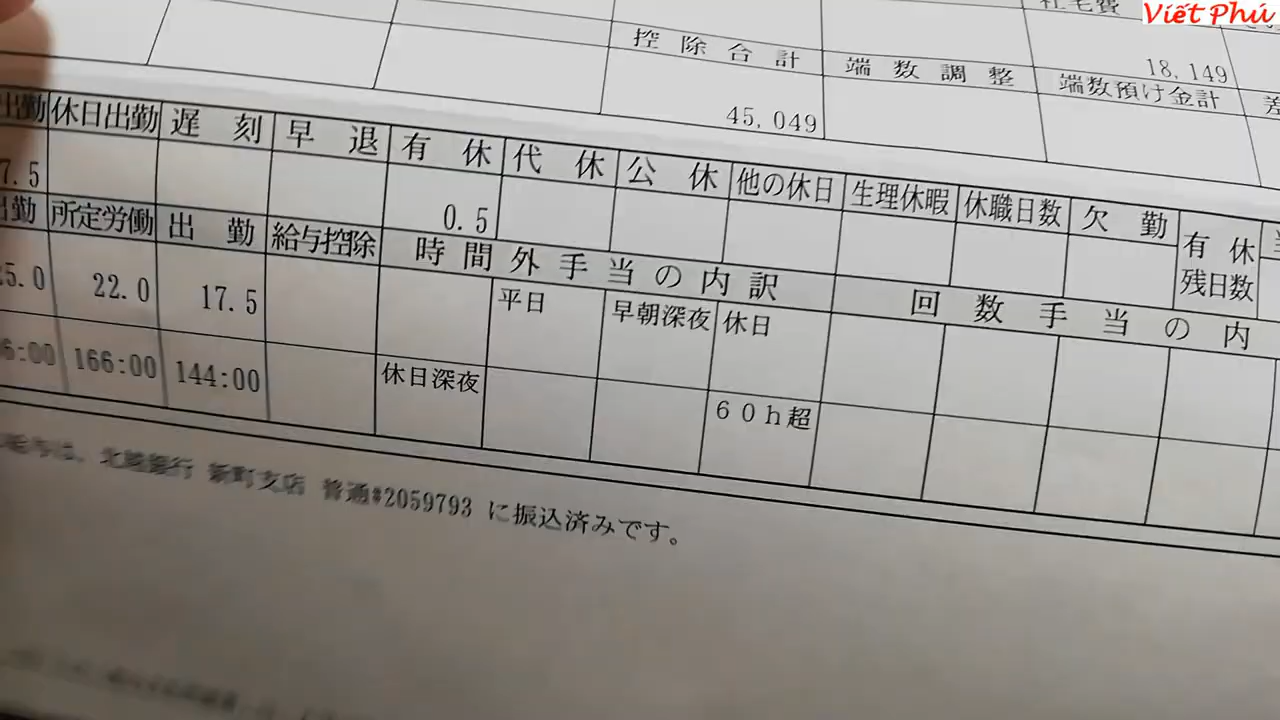 Viết Phú
社宅費
控除合計 端数調整 18,149
45,049 端数預け金計 差
出勤 休日出勤 遅刻 早退 有休 代休 公休 他の休日 生理休暇 休職日数 欠勤 有休残日数
7.5 0.5
出勤 所定労働 出勤 給与控除 時間外手当の内訳 回数手当の内
5.0 22.0 17.5 平日 早朝深夜 休日
6:00 166:00 144:00 休日深夜 60h超
給与は、北陸銀行 新町支店 普通#2059793 に振込済みです。